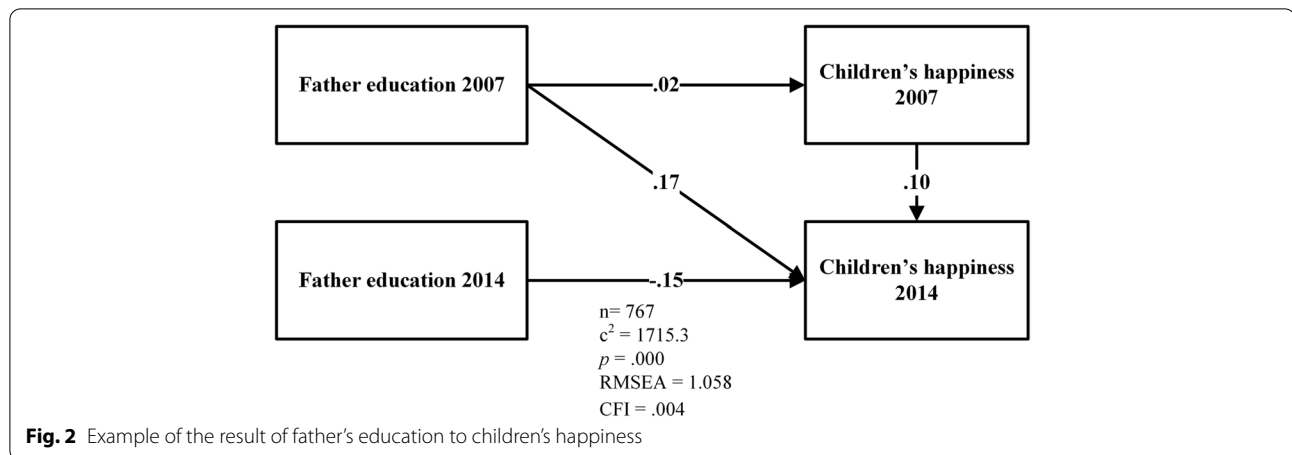 Father education 2007
.02
Children's happiness
2007
.17
.10
Father education 2014
-.15
Children's happiness
2014
n= 767
c² = 1715.3
p = .000
RMSEA = 1.058
CFI = .004
Fig. 2 Example of the result of father's education to children's happiness